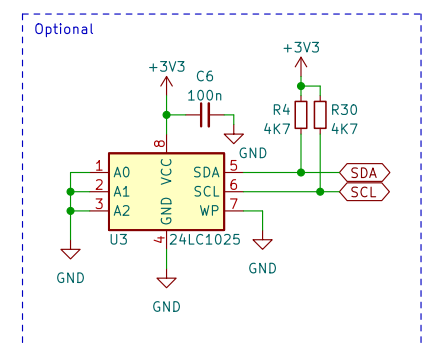 Optional
+3V3
+3V3
C6
100n
R4
4K7
R30
4K7
GND
8
VCC
1
A0
2
A1
3
A2
SDA
5
SCL
6
WP
7
SDA
SCL
GND
4
U3
24LC1025
GND
GND
GND